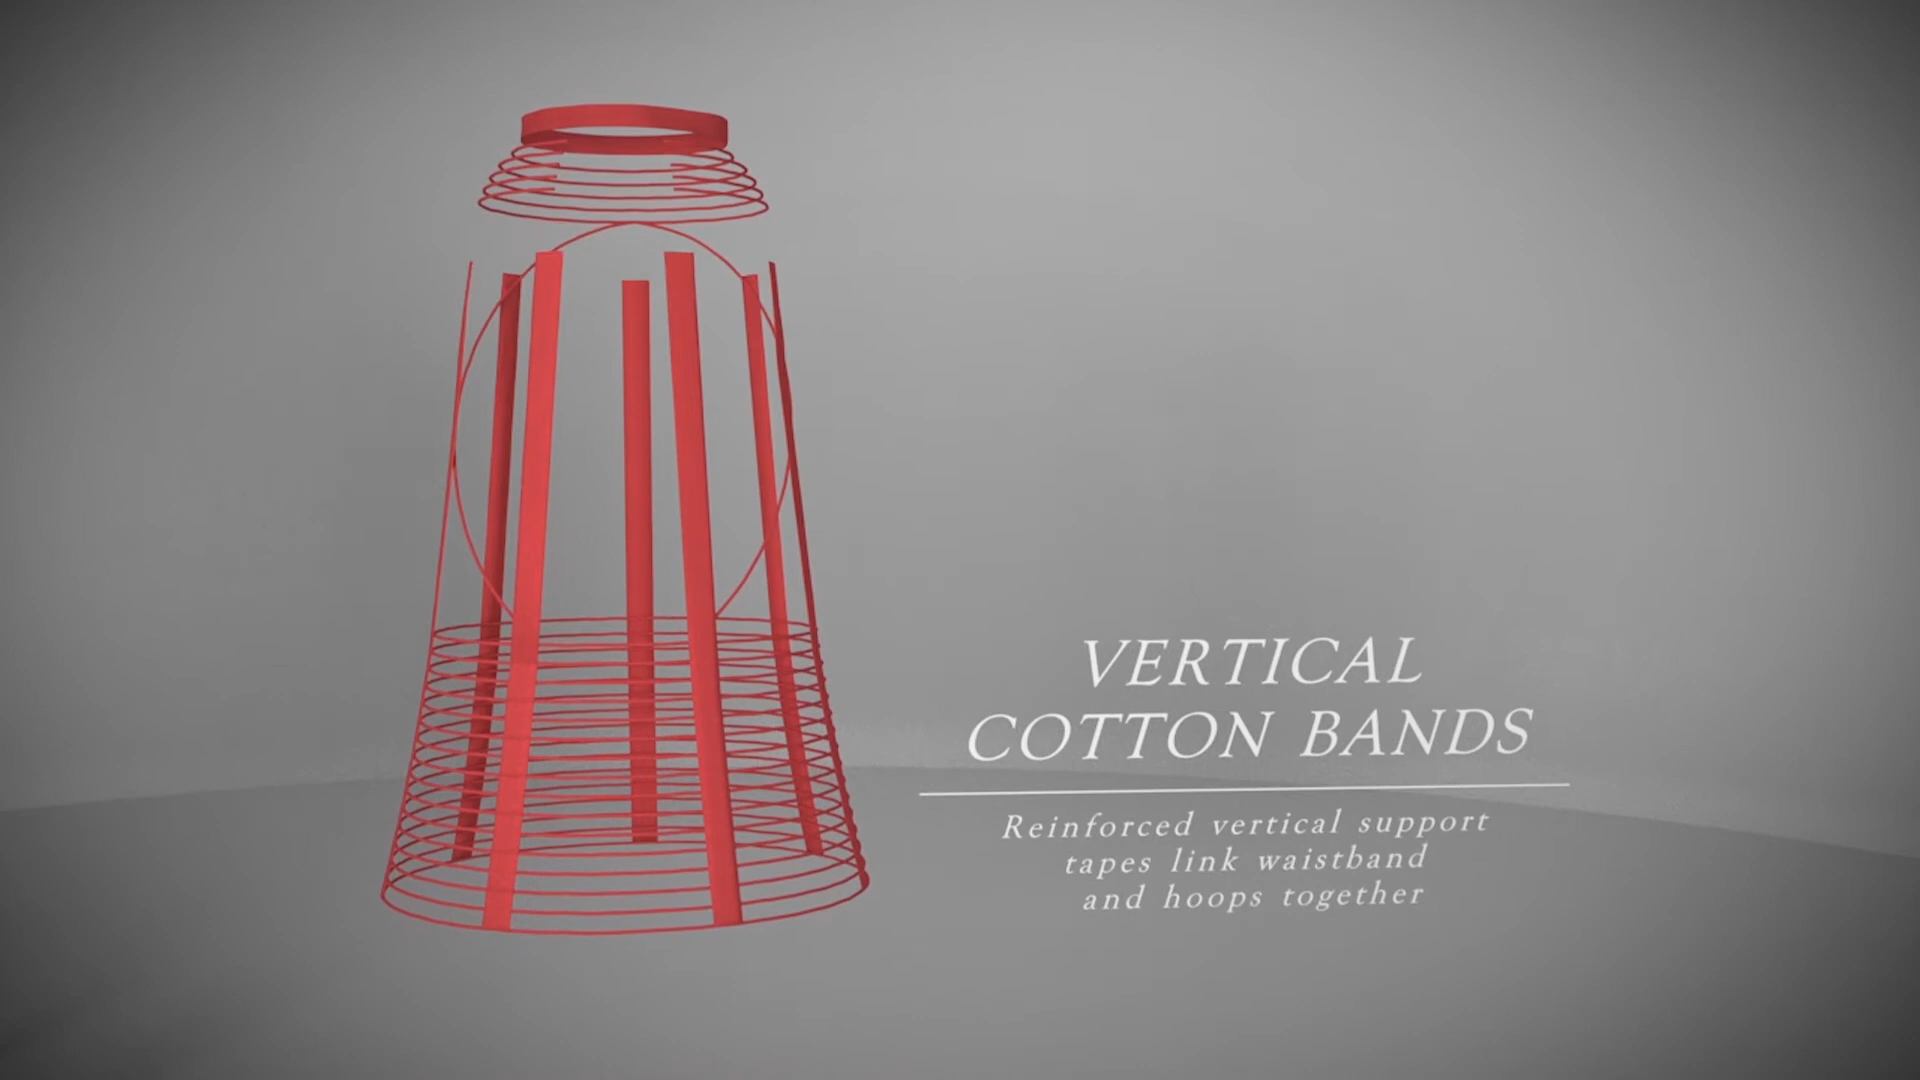 VERTICAL
COTTON BANDS
Reinforced vertical support
tapes link waistband
and hoops together